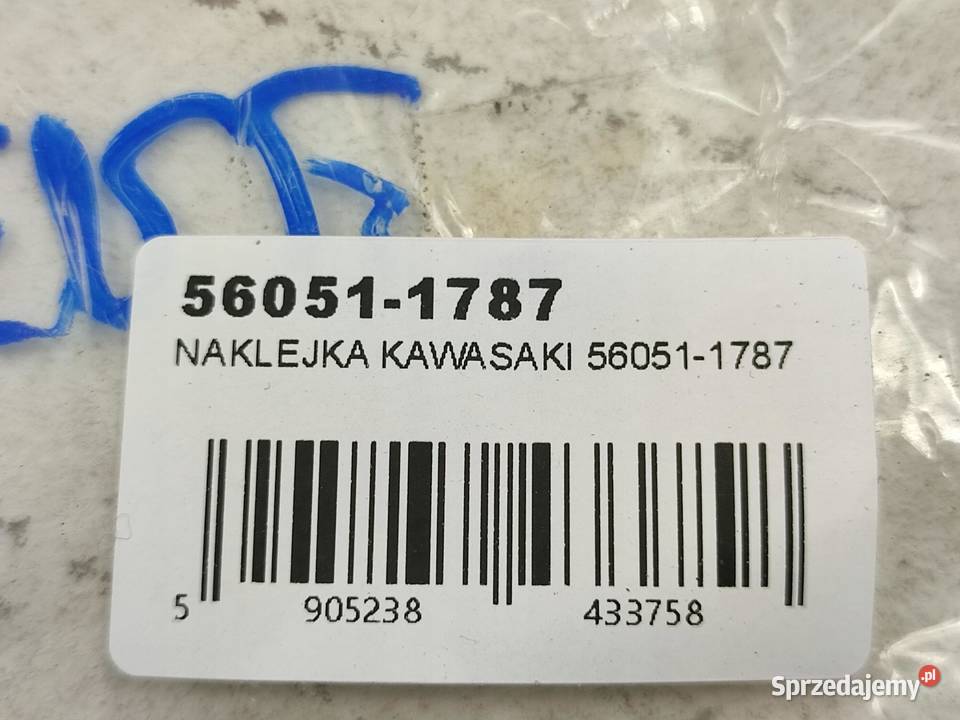 56051-1787
NAKLEJKA KAWASAKI 56051-1787
5 905238 433758
Sprzedajemy.pl